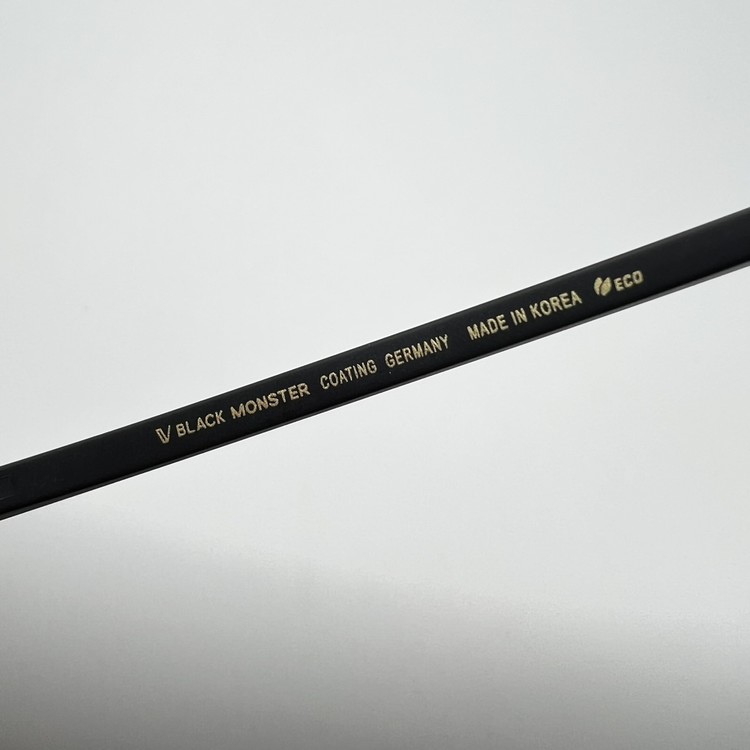 V BLACK MONSTER COATING GERMANY MADE IN KOREA ECO